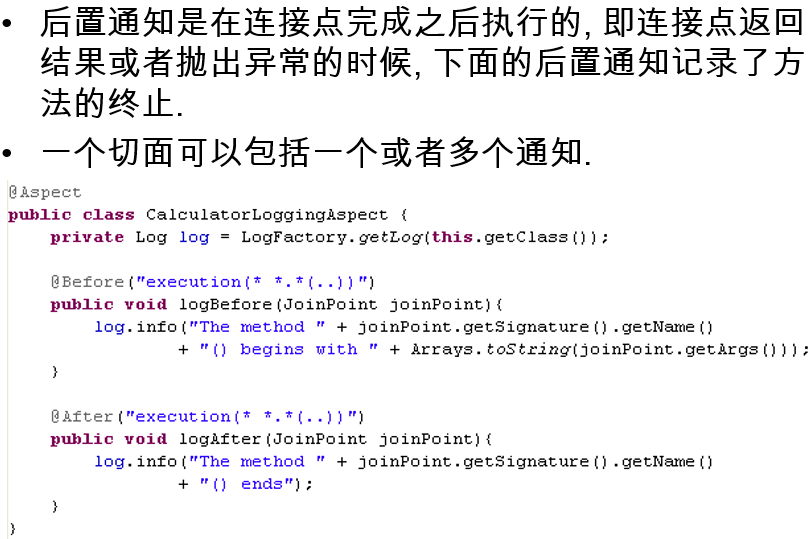 • 后置通知是在连接点完成之后执行的, 即连接点返回
结果或者抛出异常的时候, 下面的后置通知记录了方
法的终止.
• 一个切面可以包括一个或者多个通知.
@Aspect
public class CalculatorLoggingAspect {
    private Log log = LogFactory.getLog(this.getClass());

    @Before("execution(* *.*(..))")
    public void logBefore(JoinPoint joinPoint){
        log.info("The method " + joinPoint.getSignature().getName()
                + "() begins with " + Arrays.toString(joinPoint.getArgs()));
    }

    @After("execution(* *.*(..))")
    public void logAfter(JoinPoint joinPoint){
        log.info("The method " + joinPoint.getSignature().getName()
                + "() ends");
    }
}